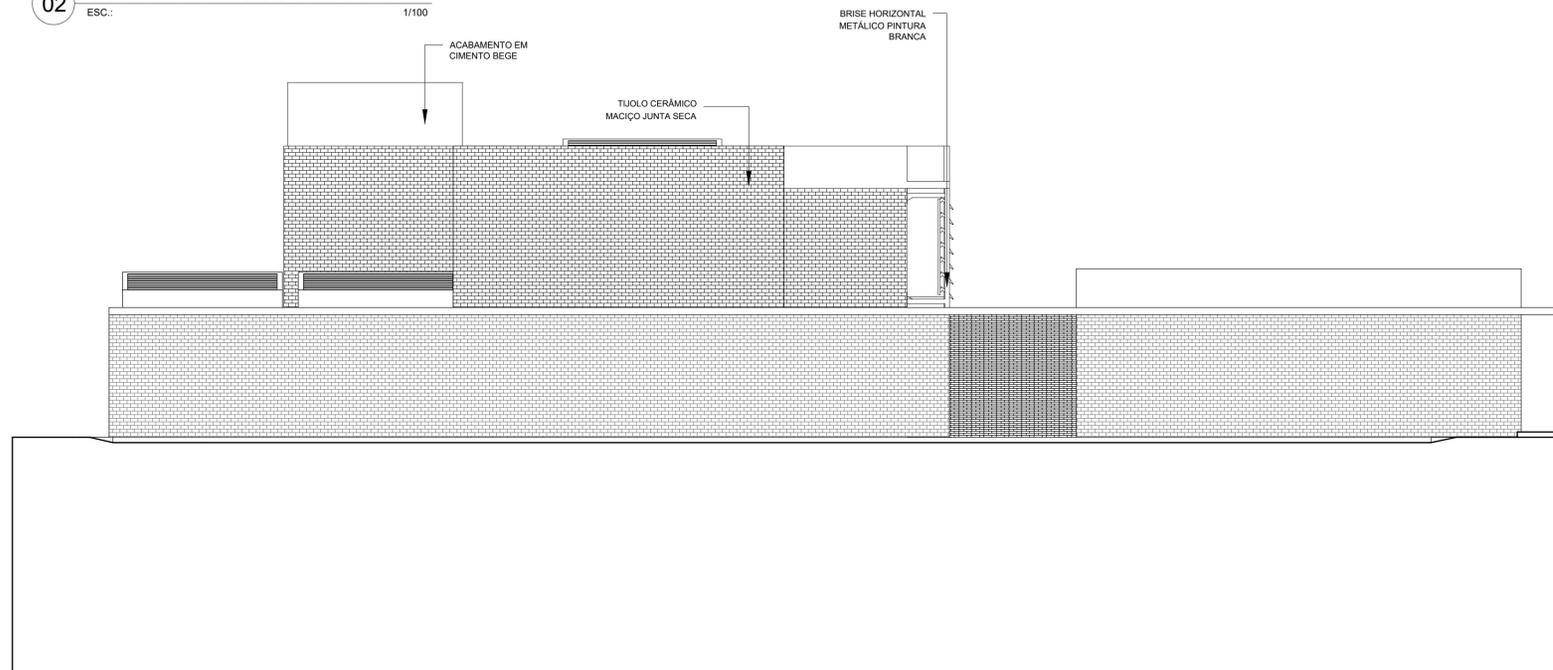 02
ESC.: 1/100
BRISE HORIZONTAL
METÁLICO PINTURA
BRANCA
ACABAMENTO EM
CIMENTO BEGE
TIJOLO CERÂMICO
MACIÇO JUNTA SECA